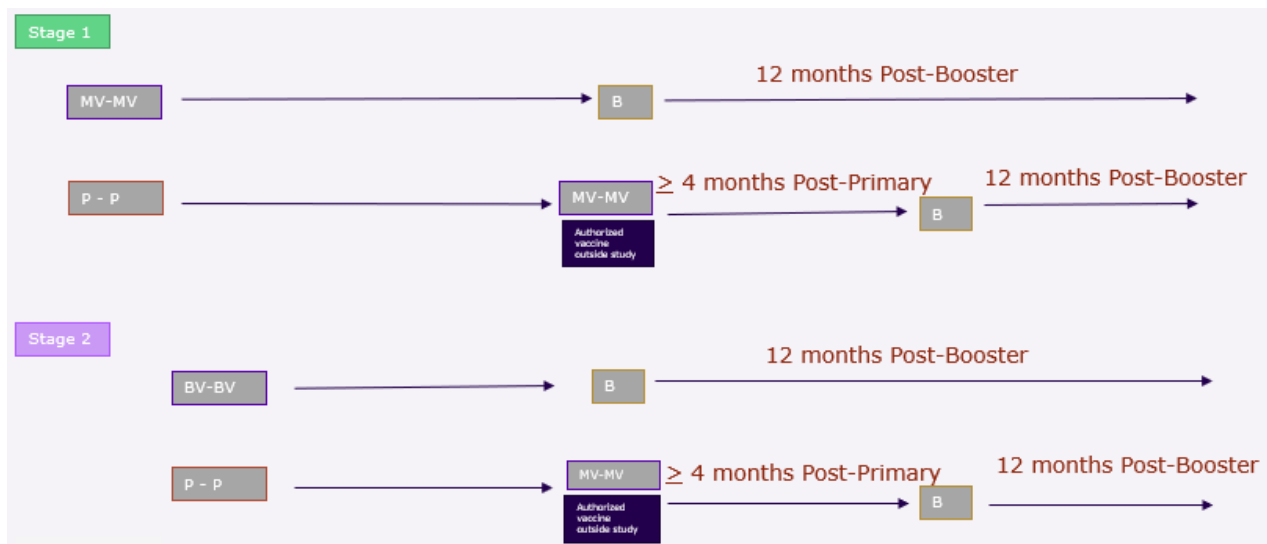 Stage 1
12 months Post-Booster
MV-MV
B
≥ 4 months Post-Primary
12 months Post-Booster
P - P
MV-MV
B
Authorized
vaccine
outside study
Stage 2
12 months Post-Booster
BV-BV
B
≥ 4 months Post-Primary
12 months Post-Booster
P - P
MV-MV
B
Authorized
vaccine
outside study